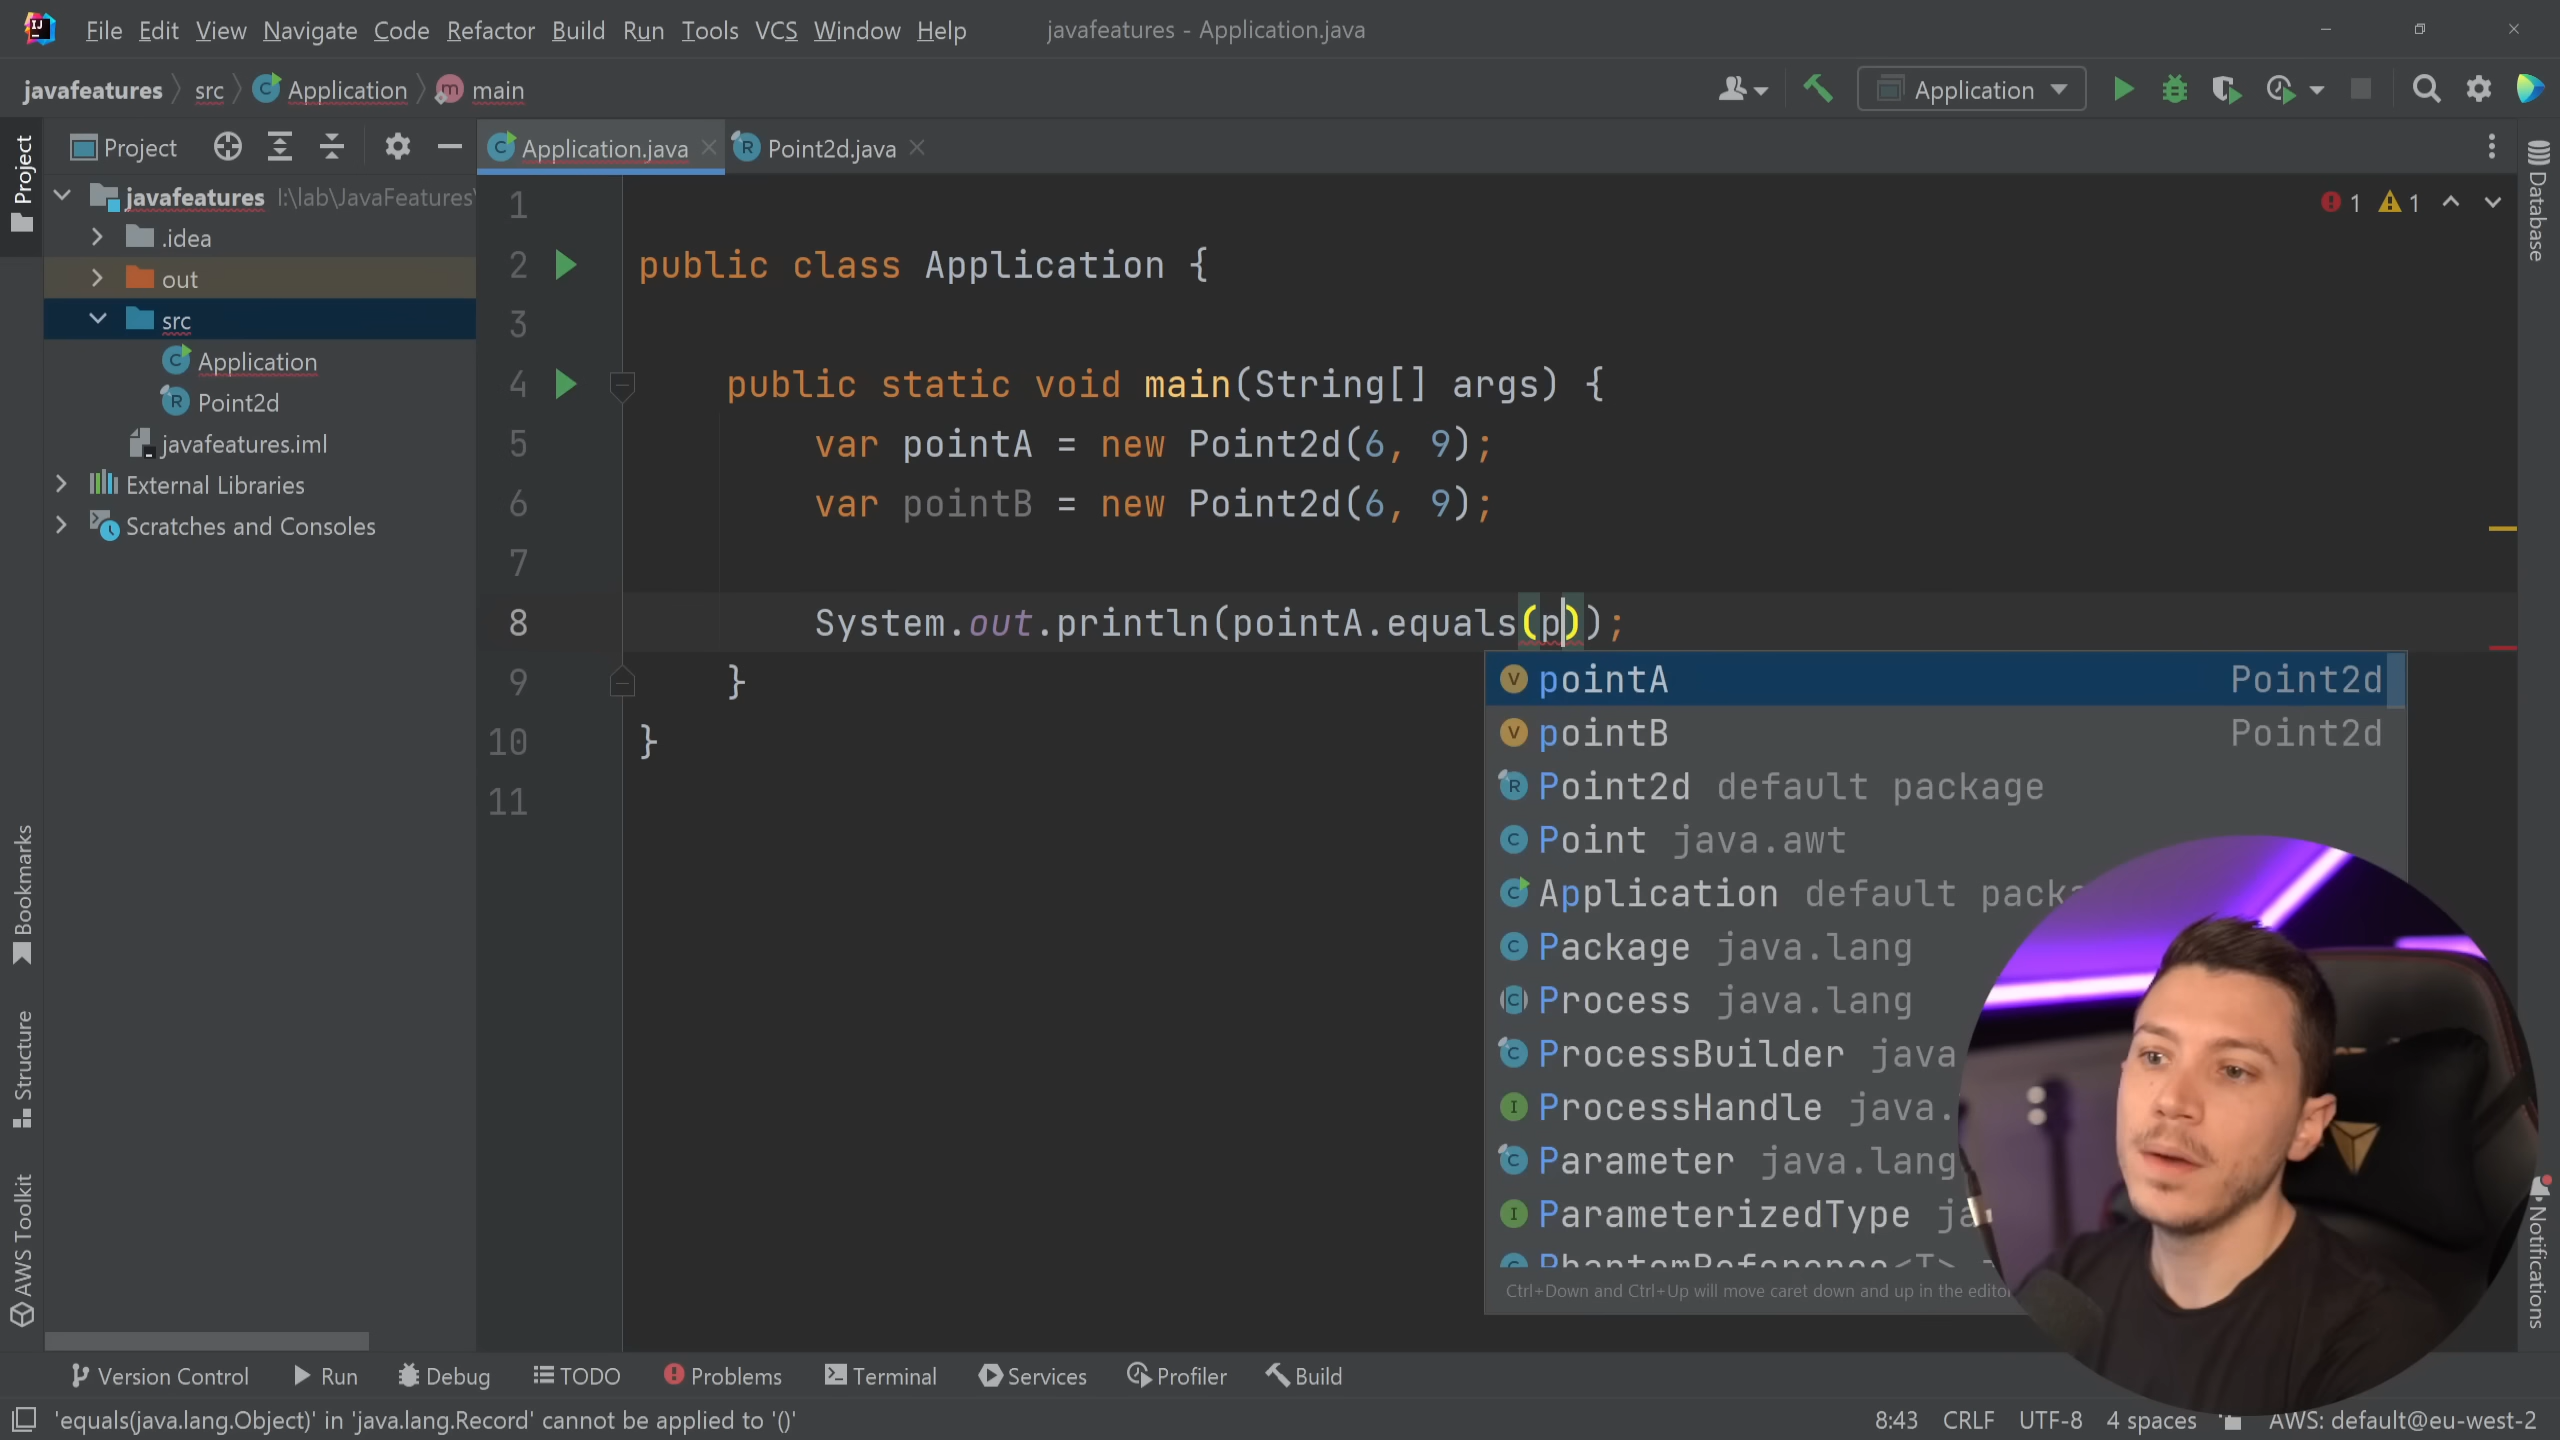 File Edit View Navigate Code Refactor Build Run Tools VCS Window Help javafeatures - Application.java
javafeatures src Application main Application
Project Application.java Point2d.java
Project
Bookmarks
Structure
AWS Toolkit
javafeatures I:\lab\JavaFeatures\
.idea
out
src
Application
Point2d
javafeatures.iml
External Libraries
Scratches and Consoles
1 1
1
2 public class Application {
3
4 public static void main(String[] args) {
5 var pointA = new Point2d(6, 9);
6 var pointB = new Point2d(6, 9);
7
8 System.out.println(pointA.equals(p));
9 }
10 }
11
pointA Point2d
pointB Point2d
Point2d default package
Point java.awt
Application default packa
Package java.lang
Process java.lang
ProcessBuilder java
ProcessHandle java.
Parameter java.lang
ParameterizedType ja
PhantomReference<T>
Ctrl+Down and Ctrl+Up will move caret down and up in the editor
Database
Notifications
Version Control Run Debug TODO Problems Terminal Services Profiler Build
'equals(java.lang.Object)' in 'java.lang.Record' cannot be applied to '()' 8:43 CRLF UTF-8 4 spaces AWS: default@eu-west-2